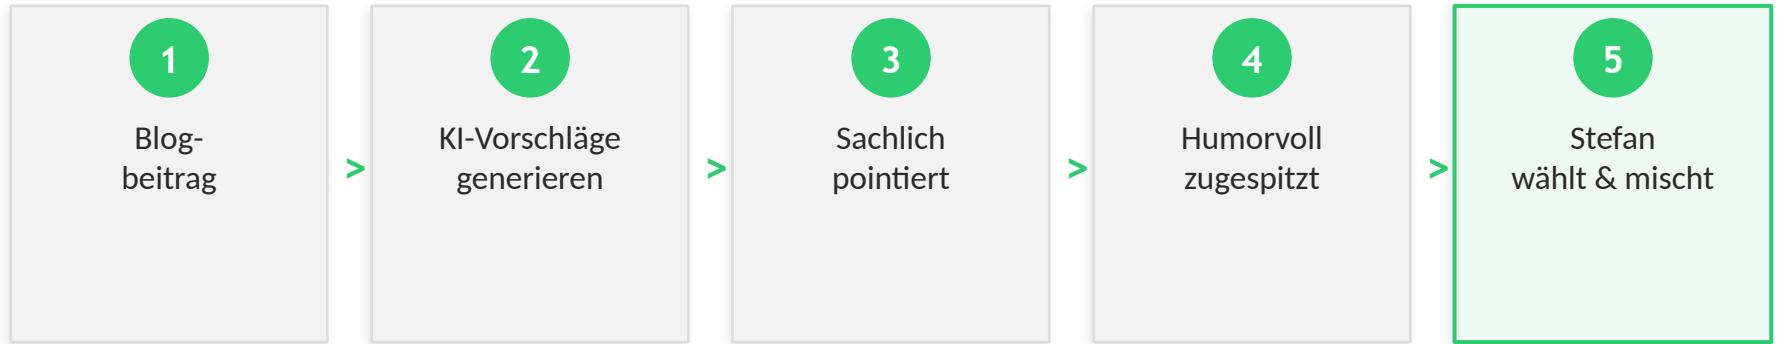 1
Blog-
beitrag
>
2
KI-Vorschläge
generieren
>
3
Sachlich
pointiert
>
4
Humorvoll
zugespitzt
>
5
Stefan
wählt & mischt